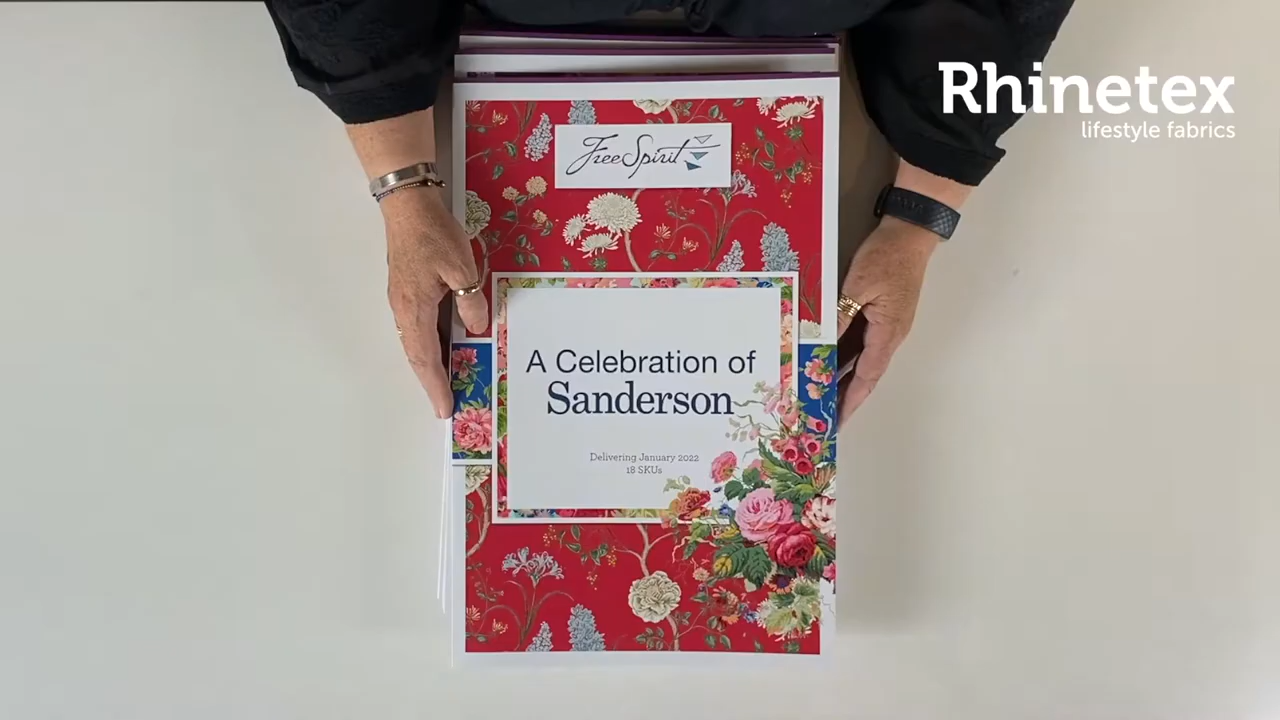 Rhinetex
lifestyle fabrics
FreeSpirit
A Celebration of
Sanderson
Delivering January 2022
18 SKUs